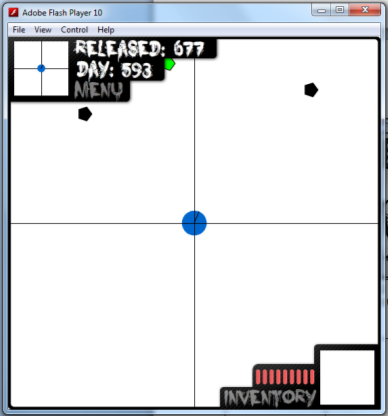 Adobe Flash Player 10
File View Control Help
RELEASED: 677
DAY: 593
MENU
INVENTORY